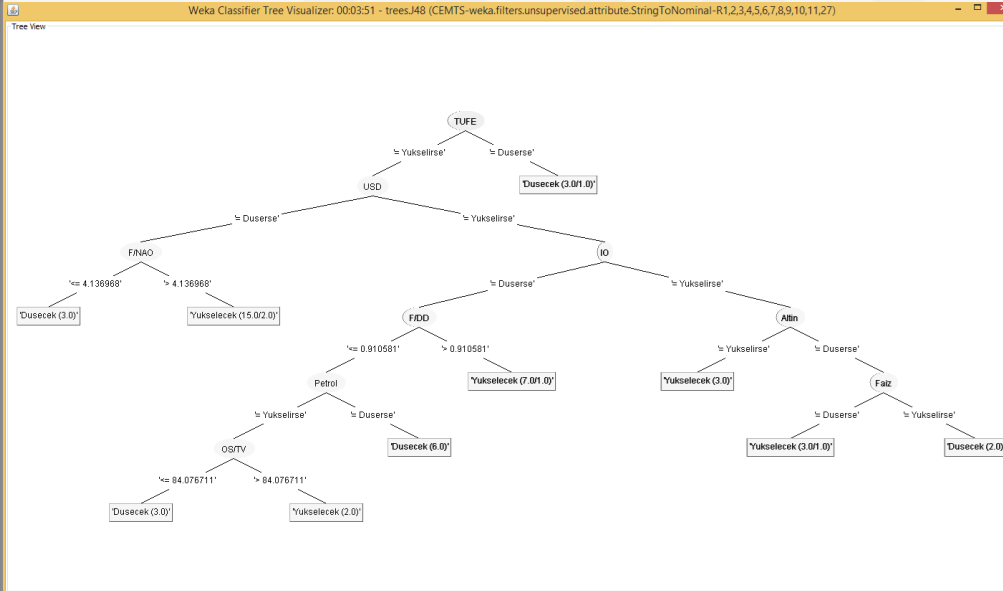 Weka Classifier Tree Visualizer: 00:03:51 - trees.J48 (CEMTS-weka.filters.unsupervised.attribute.StringToNominal-R1,2,3,4,5,6,7,8,9,10,11,27)
Tree View
TUFE
'= Yukselirse' '= Duserse'
USD 'Dusecek (3.0/1.0)'
'= Duserse' '= Yukselirse'
F/NAO IO
'<= 4.136968' '> 4.136968' '= Duserse' '= Yukselirse'
'Dusecek (3.0)' 'Yukselecek (15.0/2.0)' F/DD Altin
'<= 0.910581' '> 0.910581' '= Yukselirse' '= Duserse'
Petrol 'Yukselecek (7.0/1.0)' 'Yukselecek (3.0)' Faiz
'= Yukselirse' '= Duserse' '= Duserse' '= Yukselirse'
OS/TV 'Dusecek (6.0)' 'Yukselecek (3.0/1.0)' 'Dusecek (2.0)
'<= 84.076711' '> 84.076711'
'Dusecek (3.0)' 'Yukselecek (2.0)'